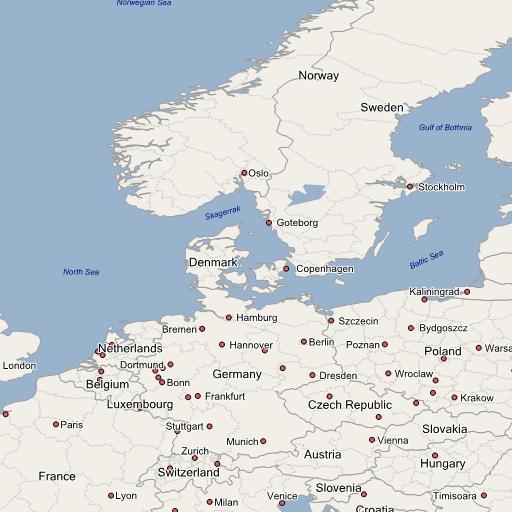 Norwegian Sea
Norway
Sweden
Gulf of Bothnia
Oslo
Stockholm
Skagerrak
Goteborg
Baltic Sea
Denmark
Copenhagen
North Sea
Kaliningrad
Hamburg
Szczecin
Bremen
Bydgoszcz
Hannover
Berlin
Poznan
Netherlands
Poland
Warsa
London
Dortmund
Germany
Dresden
Wroclaw
Belgium
Bonn
Frankfurt
Krakow
Luxembourg
Czech Republic
Paris
Stuttgart
Slovakia
Munich
Vienna
Zurich
Austria
Hungary
France
Switzerland
Slovenia
Lyon
Milan
Venice
Timisoara
Croatia